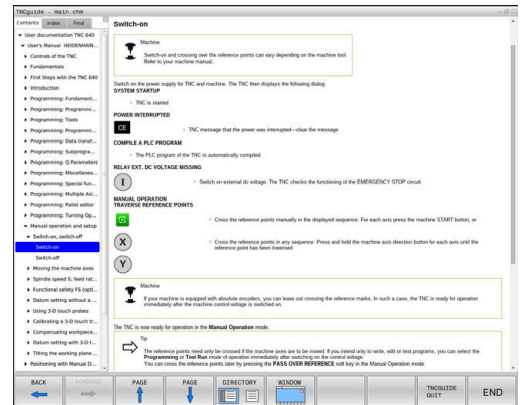 TNCguide - main.chm
Contents Index Find
User documentation TNC 640
User's Manual HEIDENHAIN...
Controls of the TNC
Fundamentals
First Steps with the TNC 640
Introduction
Programming: Fundament...
Programming: Programmi...
Programming: Tools
Programming: Programmi...
Programming: Data transf...
Programming: Subprogra...
Programming: Q Parameters
Programming: Miscellaneo...
Programming: Special fun...
Programming: Multiple Axi...
Programming: Pallet editor
Programming: Turning Op...
Manual operation and setup
Switch-on, switch-off
Switch-on
Switch-off
Moving the machine axes
Spindle speed S, feed rat...
Functional safety FS (opti...
Datum setting without a ...
Using 3-D touch probes
Calibrating a 3-D touch tr...
Compensating workpiece...
Datum setting with 3-D t...
Tilting the working plane ...
Positioning with Manual D...
Switch-on
Machine
Switch-on and crossing over the reference points can vary depending on the machine tool.
Refer to your machine manual.
Switch on the power supply for TNC and machine. The TNC then displays the following dialog:
SYSTEM STARTUP
TNC is started
POWER INTERRUPTED
CE
TNC message that the power was interrupted—clear the message
COMPILE A PLC PROGRAM
The PLC program of the TNC is automatically compiled
RELAY EXT. DC VOLTAGE MISSING
I
Switch on external dc voltage. The TNC checks the functioning of the EMERGENCY STOP circuit
MANUAL OPERATION
TRAVERSE REFERENCE POINTS
Cross the reference points manually in the displayed sequence: For each axis press the machine START button, or
X
Cross the reference points in any sequence: Press and hold the machine axis direction button for each axis until the
reference point has been traversed
Y
Machine
If your machine is equipped with absolute encoders, you can leave out crossing the reference marks. In such a case, the TNC is ready for operation
immediately after the machine control voltage is switched on.
The TNC is now ready for operation in the Manual Operation mode.
Tip
The reference points need only be crossed if the machine axes are to be moved. If you intend only to write, edit or test programs, you can select the
Programming or Test Run mode of operation immediately after switching on the control voltage.
You can cross the reference points later by pressing the PASS OVER REFERENCE soft key in the Manual Operation mode.
BACK FORWARD PAGE PAGE DIRECTORY WINDOW TNCGUIDE QUIT END